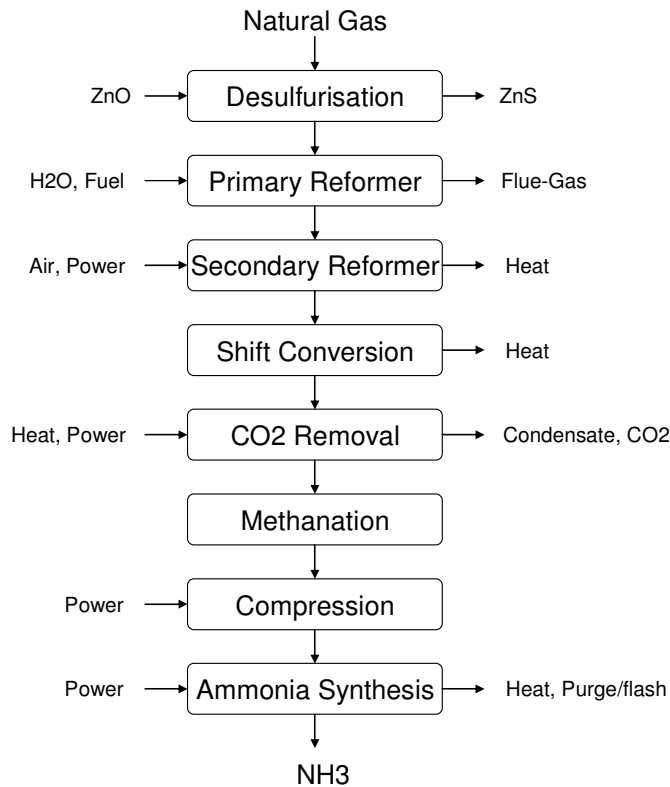 Natural Gas
ZnO
Desulfurisation
ZnS
H2O, Fuel
Primary Reformer
Flue-Gas
Air, Power
Secondary Reformer
Heat
Shift Conversion
Heat
Heat, Power
CO2 Removal
Condensate, CO2
Methanation
Power
Compression
Power
Ammonia Synthesis
Heat, Purge/flash
NH3